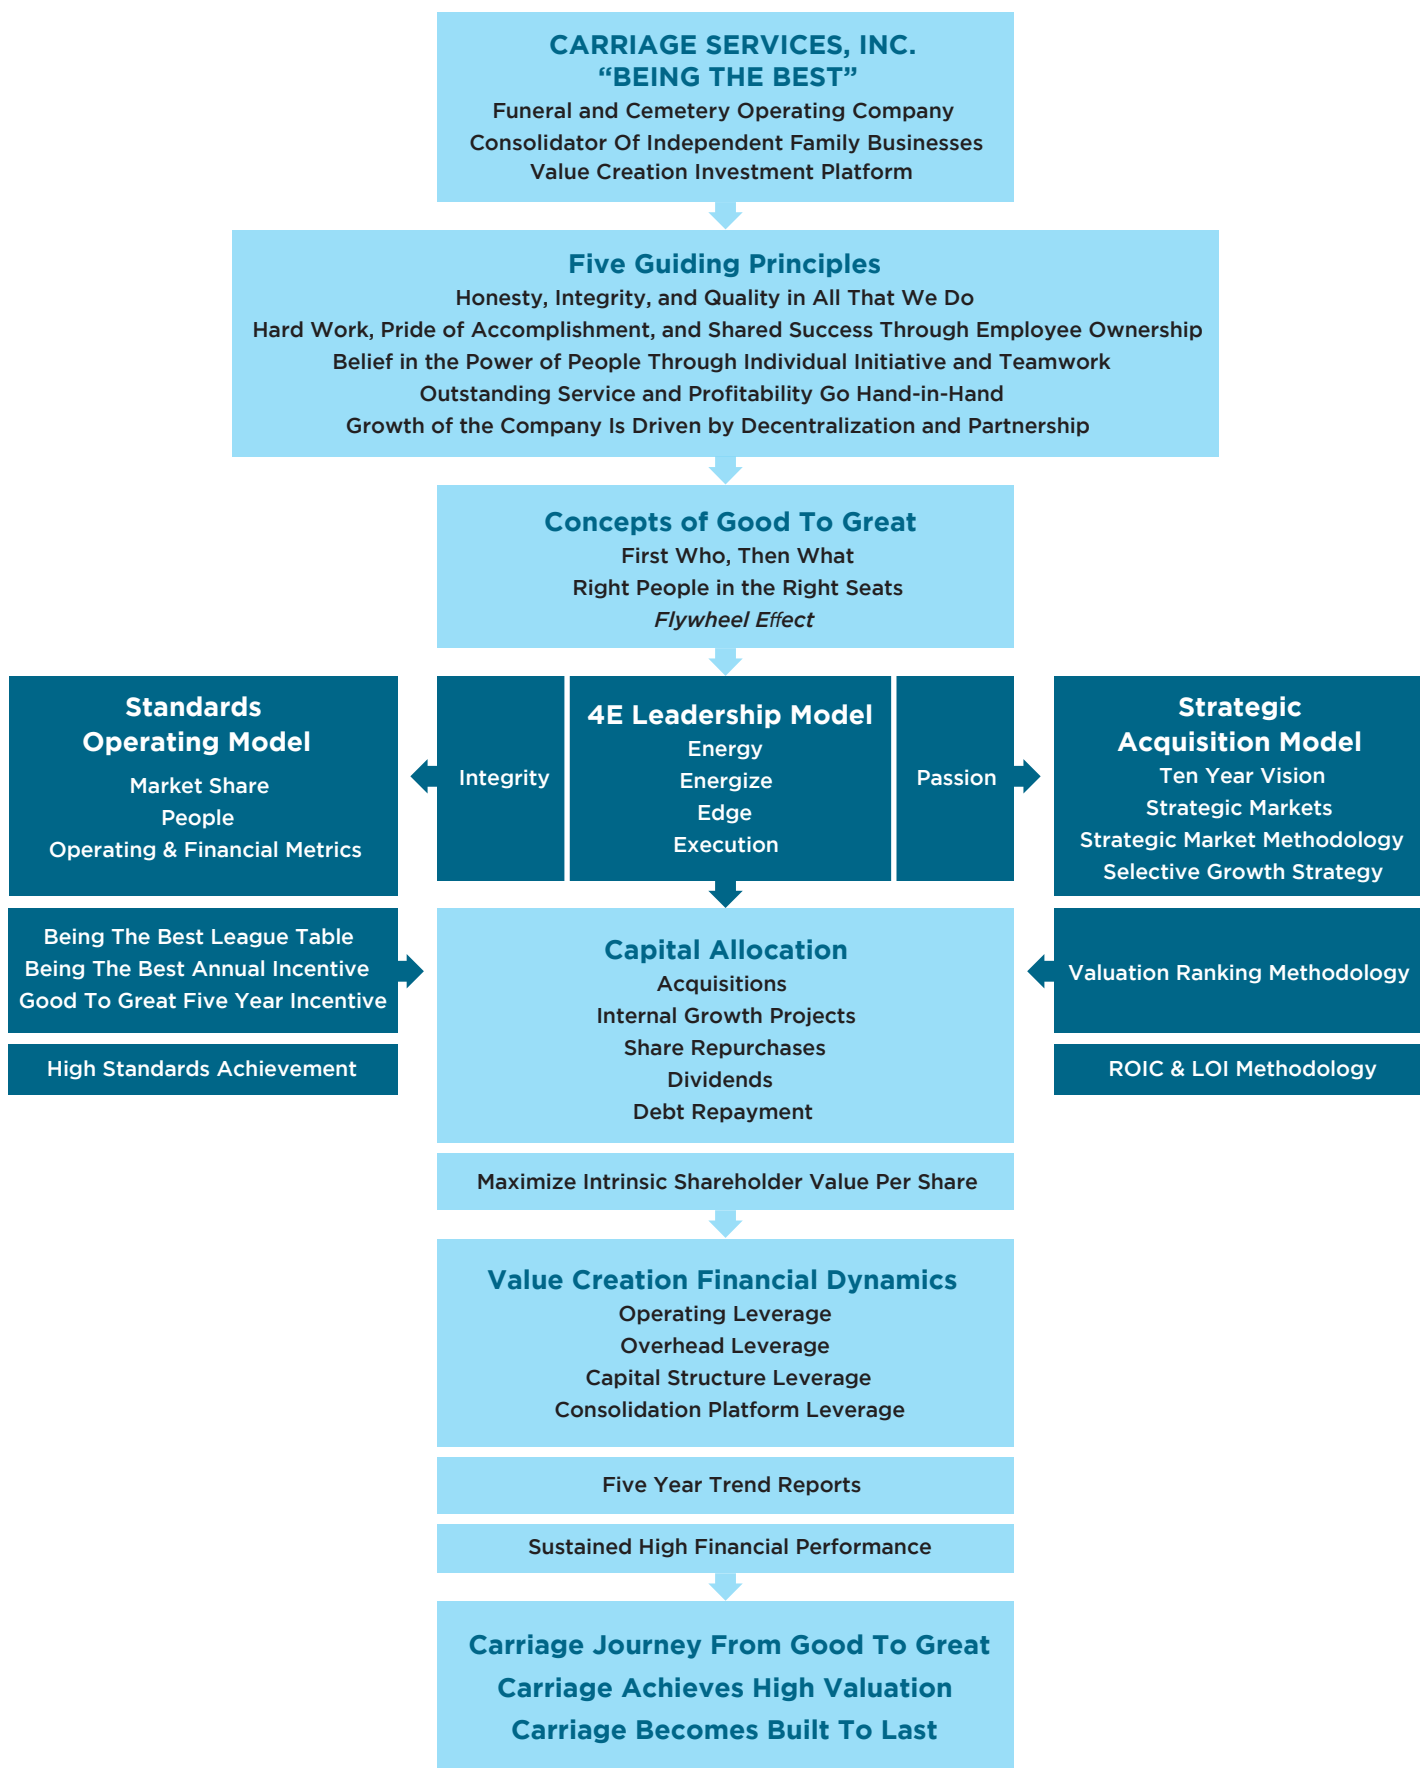 CARRIAGE SERVICES, INC.
“BEING THE BEST”
Funeral and Cemetery Operating Company
Consolidator Of Independent Family Businesses
Value Creation Investment Platform
Five Guiding Principles
Honesty, Integrity, and Quality in All That We Do
Hard Work, Pride of Accomplishment, and Shared Success Through Employee Ownership
Belief in the Power of People Through Individual Initiative and Teamwork
Outstanding Service and Profitability Go Hand-in-Hand
Growth of the Company Is Driven by Decentralization and Partnership
Concepts of Good To Great
First Who, Then What
Right People in the Right Seats
Flywheel Effect
Standards
Operating Model
Market Share
People
Operating & Financial Metrics
Integrity
4E Leadership Model
Energy
Energize
Edge
Execution
Passion
Strategic
Acquisition Model
Ten Year Vision
Strategic Markets
Strategic Market Methodology
Selective Growth Strategy
Being The Best League Table
Being The Best Annual Incentive
Good To Great Five Year Incentive
High Standards Achievement
Capital Allocation
Acquisitions
Internal Growth Projects
Share Repurchases
Dividends
Debt Repayment
Valuation Ranking Methodology
ROIC & LOI Methodology
Maximize Intrinsic Shareholder Value Per Share
Value Creation Financial Dynamics
Operating Leverage
Overhead Leverage
Capital Structure Leverage
Consolidation Platform Leverage
Five Year Trend Reports
Sustained High Financial Performance
Carriage Journey From Good To Great
Carriage Achieves High Valuation
Carriage Becomes Built To Last